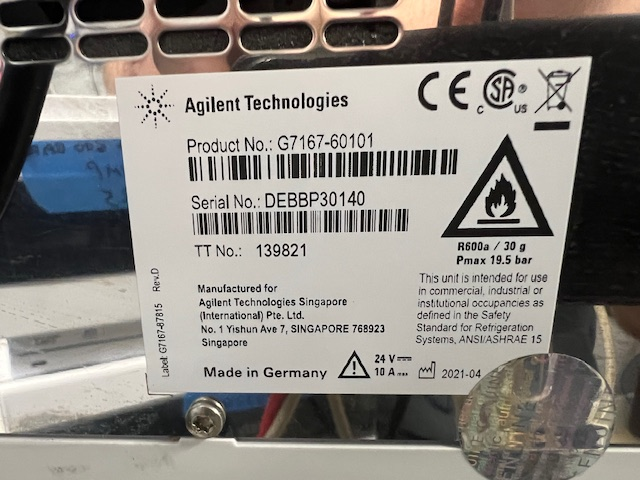 Agilent Technologies
Product No.: G7167-60101
Serial No.: DEBBP30140
TT No.: 139821
Label: G7167-87815 Rev.D
Manufactured for
Agilent Technologies Singapore
(International) Pte. Ltd.
No. 1 Yishun Ave 7, SINGAPORE 768923
Singapore
Made in Germany
24 V
10 A max
2021-04
CE
C SA ® US
R600a / 30 g
Pmax 19.5 bar
This unit is intended for use
in commercial, industrial or
institutional occupancies as
defined in the Safety
Standard for Refrigeration
Systems, ANSI/ASHRAE 15